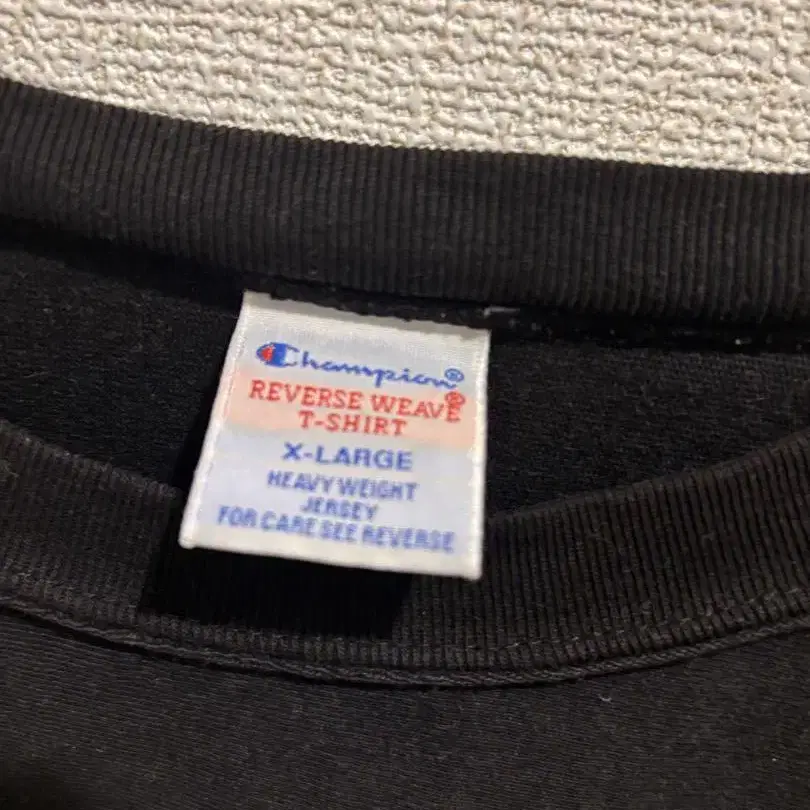 Champion®
REVERSE WEAVE®
T-SHIRT
X-LARGE
HEAVY WEIGHT
JERSEY
FOR CARE SEE REVERSE